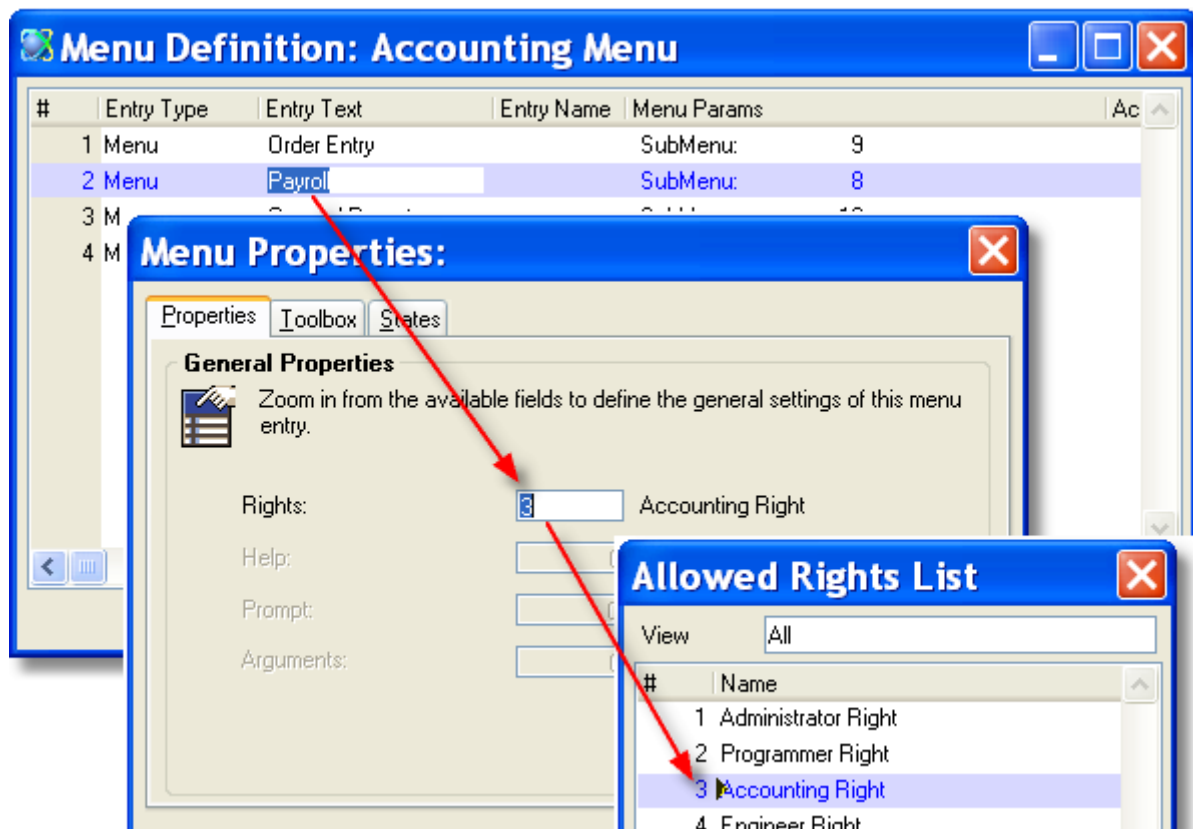 Menu Definition: Accounting Menu
# Entry Type Entry Text Entry Name Menu Params Ac
1 Menu Order Entry SubMenu: 9
2 Menu Payroll SubMenu: 8
3 M
4 M
Menu Properties:
Properties Toolbox States
General Properties
Zoom in from the available fields to define the general settings of this menu
entry.
Rights: 3 Accounting Right
Help:
Prompt:
Arguments:
Allowed Rights List
View All
# Name
1 Administrator Right
2 Programmer Right
3 Accounting Right
4 Engineer Right